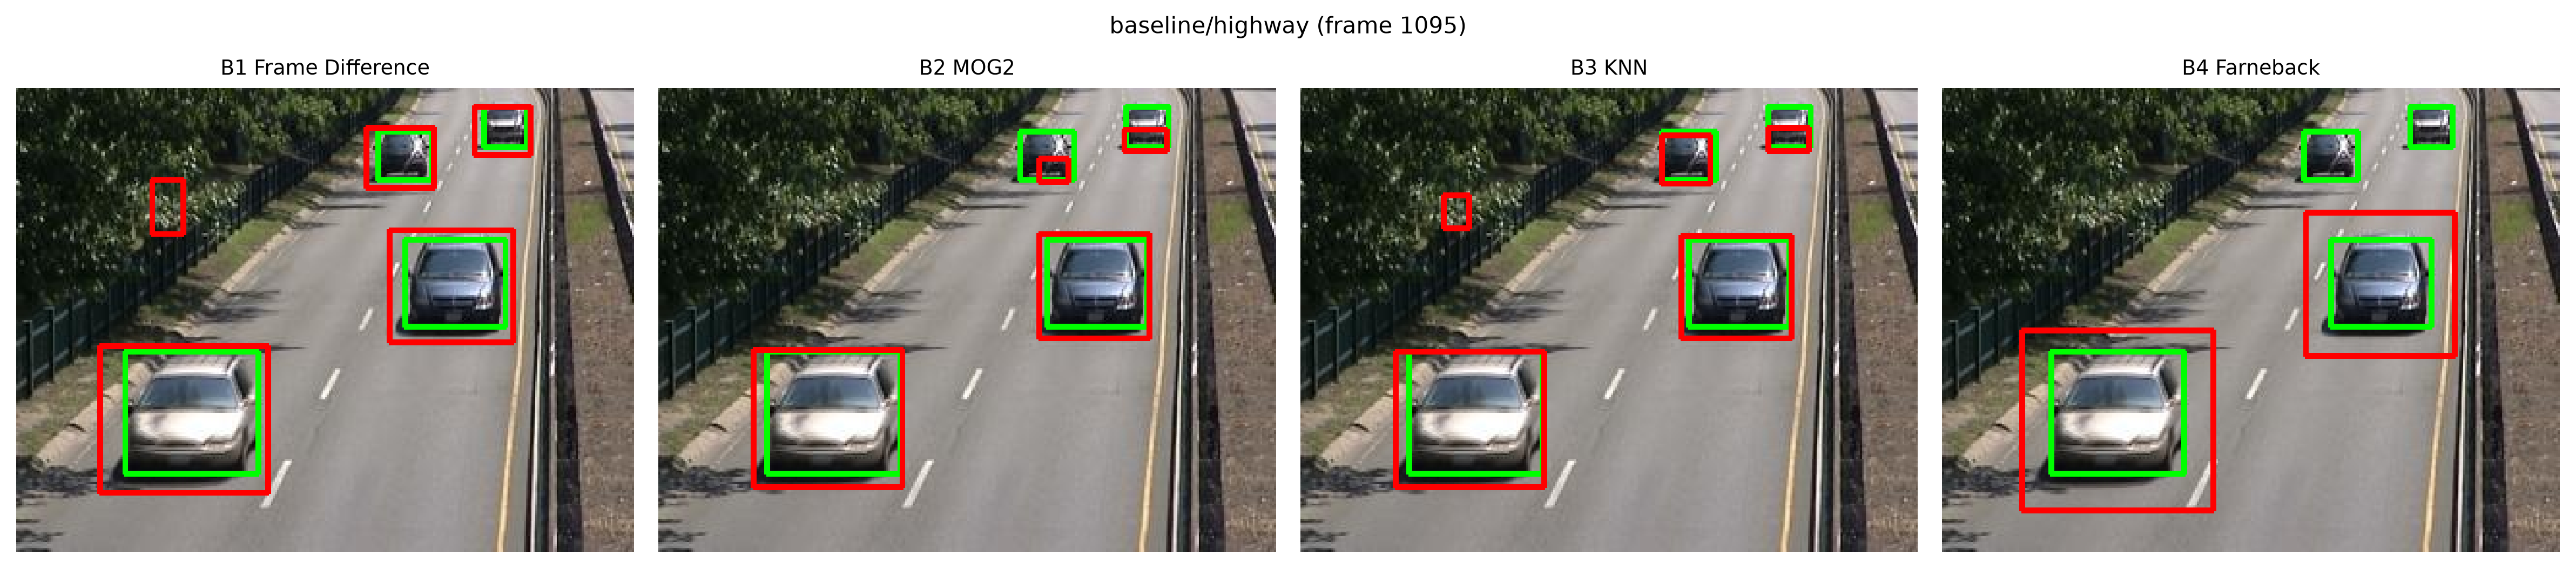 baseline/highway (frame 1095)
B1 Frame Difference
B2 MOG2
B3 KNN
B4 Farneback